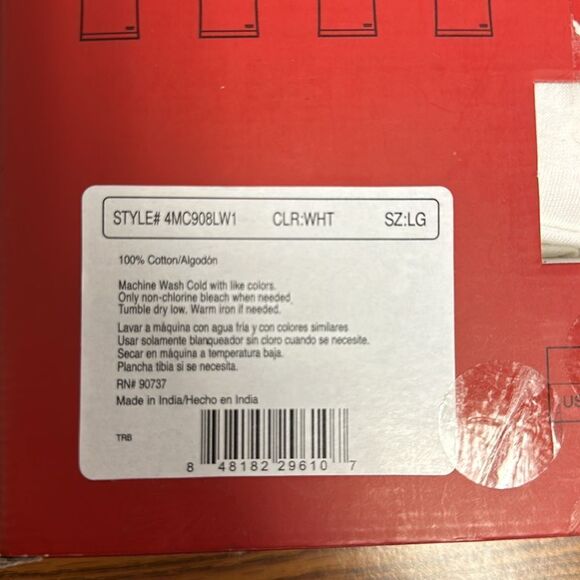 STYLE# 4MC908LW1 CLR:WHT SZ:LG
100% Cotton/Algodón
Machine Wash Cold with like colors.
Only non-chlorine bleach when needed.
Tumble dry low. Warm iron if needed.
Lavar a máquina con agua fria y con colores similares.
Usar solamente blanqueador sin cloro cuando se necesite.
Secar en máquina a temperatura baja.
Plancha tibia si se necesita.
RN# 90737
Made in India/Hecho en India
TRB
8 48182 29610 7
US